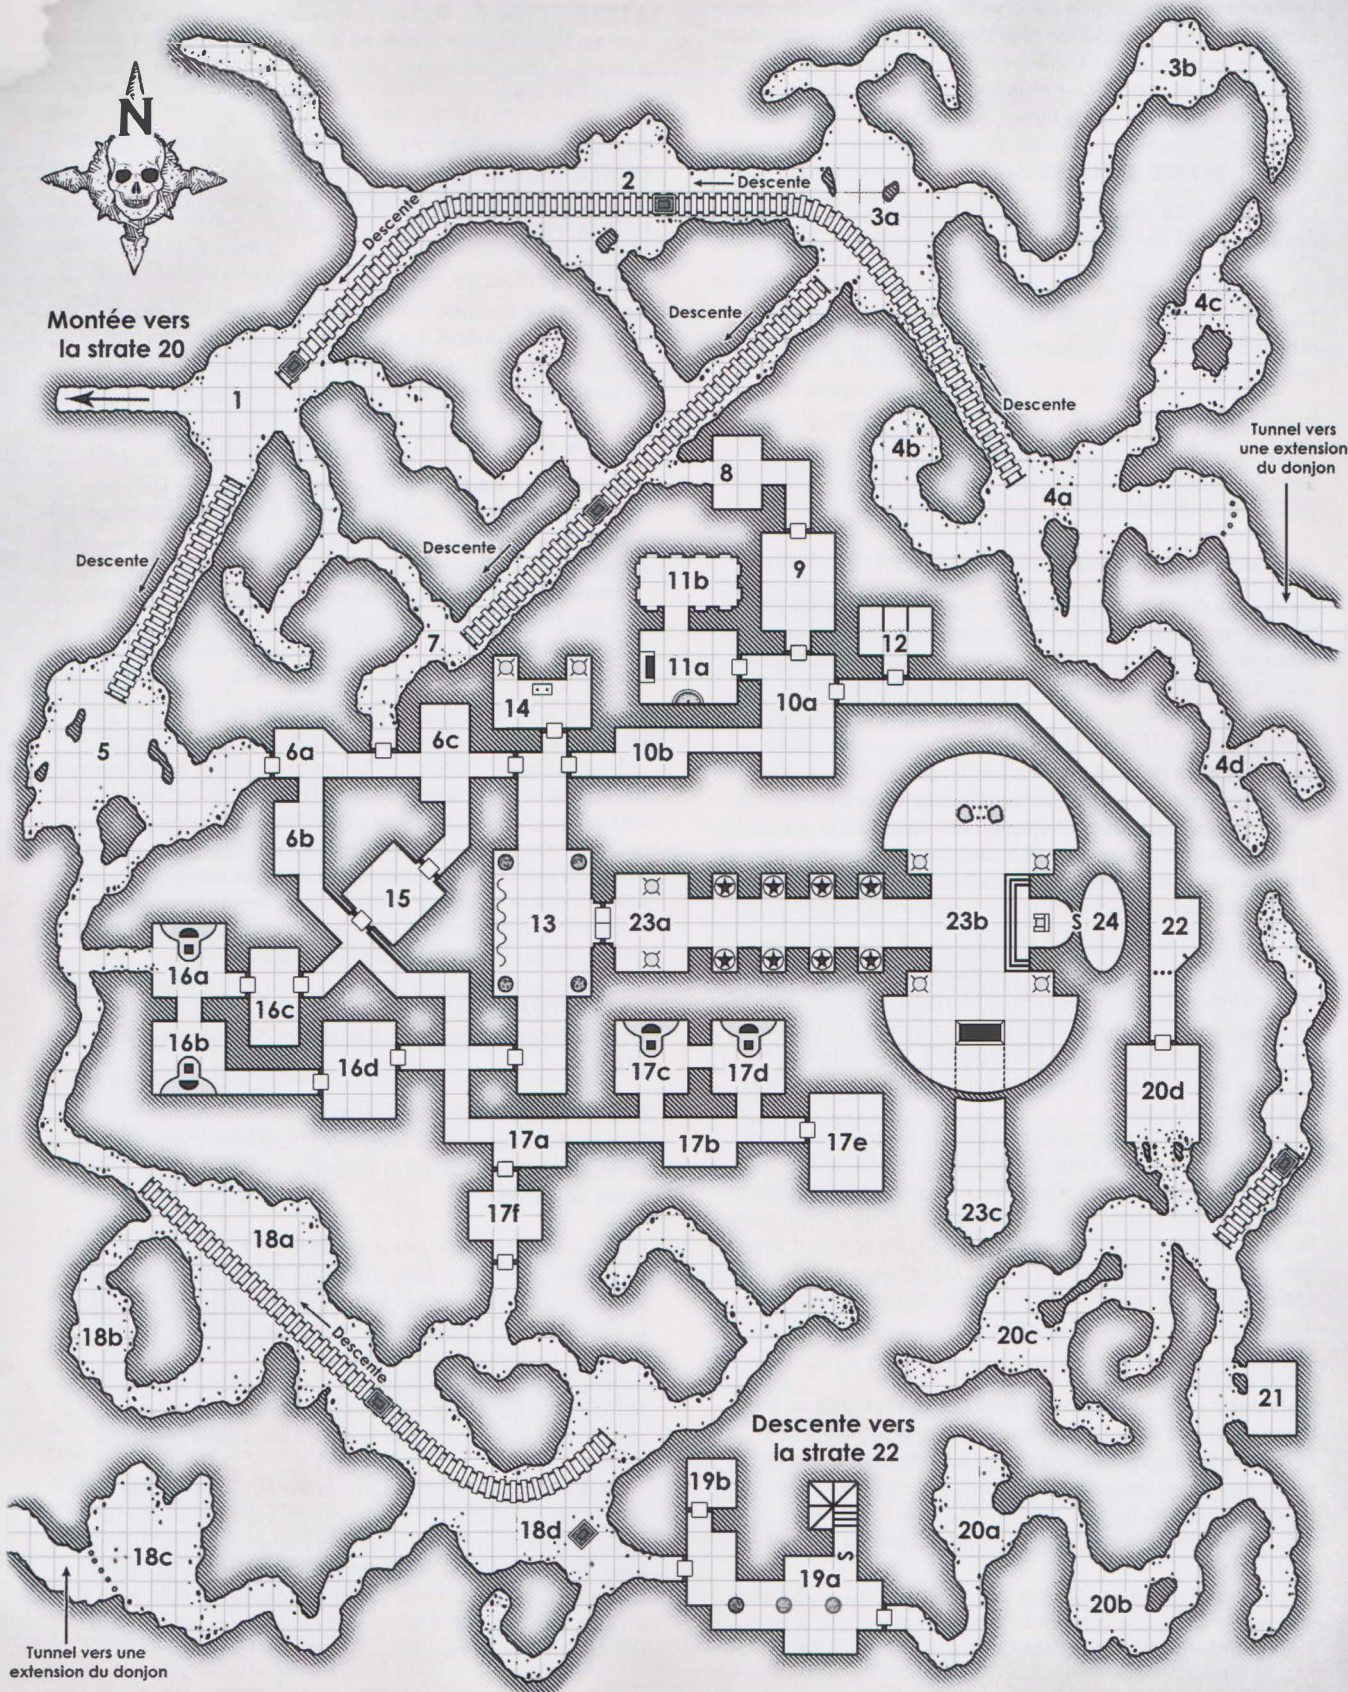 N
3b
2
Descente
3a
Descente
Descente
4c
Montée vers
la strate 20
1
Descente
Tunnel vers
une extension
du donjon
4b
8
4a
Descente
Descente
9
11b
12
7
11a
14
10a
6a
6c
10b
5
4d
6b
15
13
23a
23b
S
24
22
16a
16c
16b
16d
17c
17d
20d
17a
17b
17e
17f
23c
18a
18b
Descente
20c
21
Descente vers
la strate 22
19b
18d
20a
18c
S
19a
20b
Tunnel vers une
extension du donjon